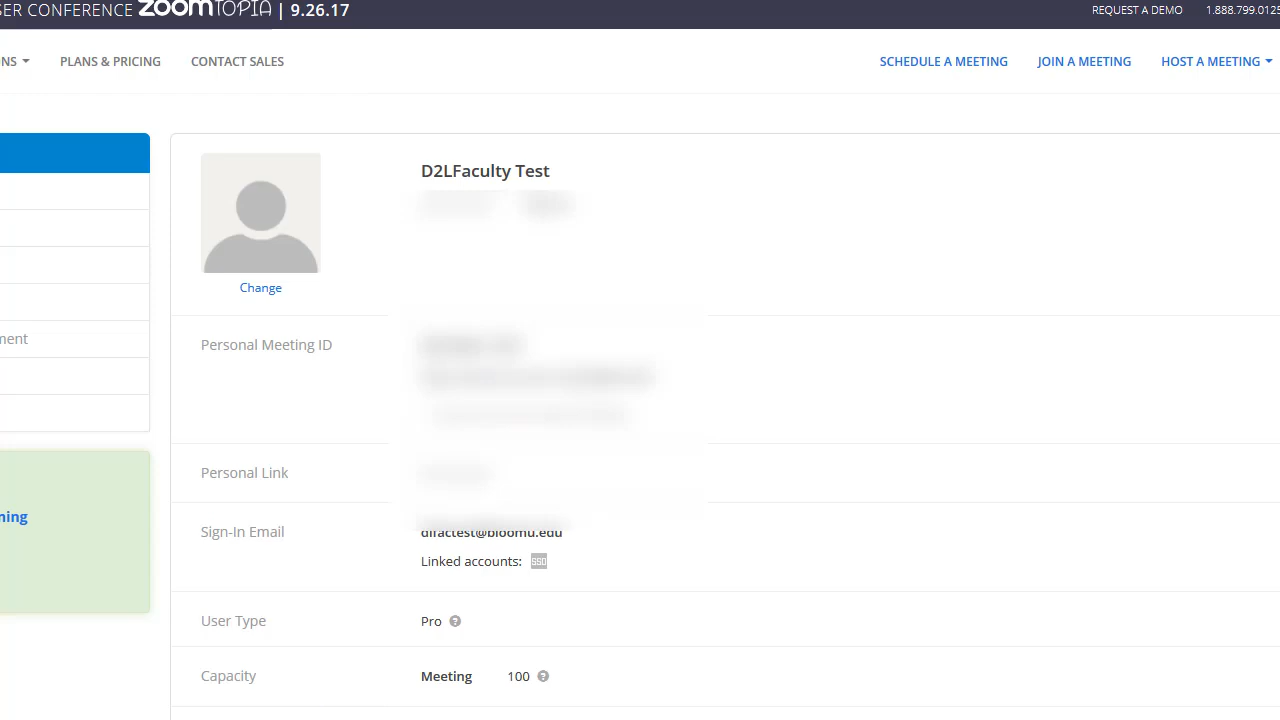 SER CONFERENCE ZOOMTOPIA | 9.26.17
REQUEST A DEMO 1.888.799.0125
NS PLANS & PRICING CONTACT SALES
SCHEDULE A MEETING JOIN A MEETING HOST A MEETING
D2LFaculty Test
Change
Personal Meeting ID
ment
Personal Link
ning
Sign-In Email
Linked accounts: SSO
User Type Pro
Capacity Meeting 100